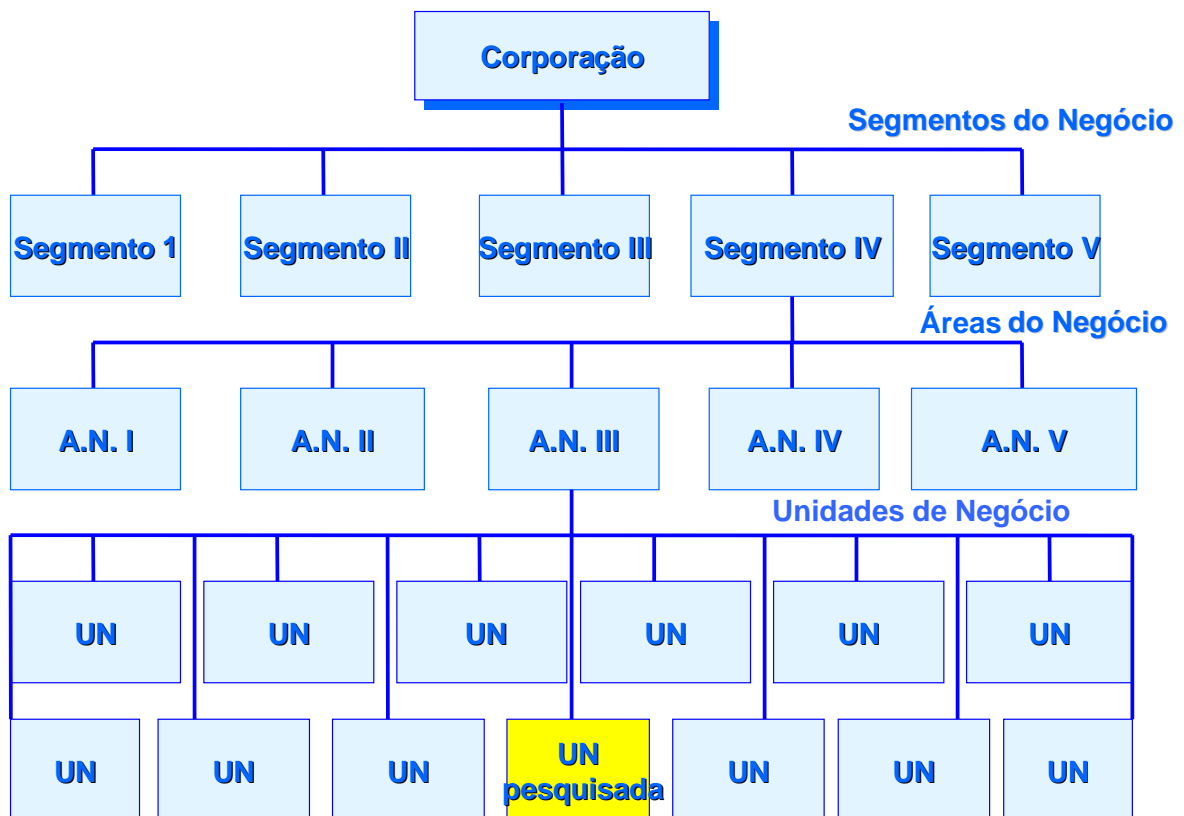 Corporação
Segmentos do Negócio
Segmento 1
Segmento II
Segmento III
Segmento IV
Segmento V
Áreas do Negócio
A.N. I
A.N. II
A.N. III
A.N. IV
A.N. V
Unidades de Negócio
UN
UN
UN
UN
UN
UN
UN
UN
UN
UN
pesquisada
UN
UN
UN